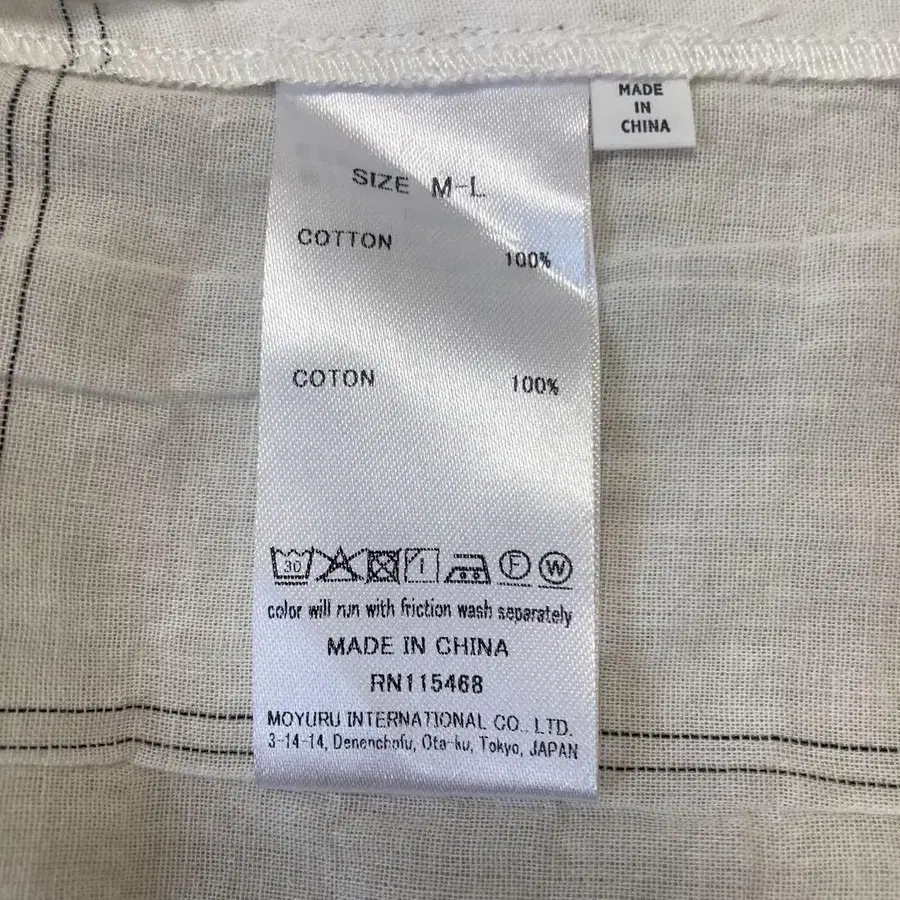 MADE
IN
CHINA
SIZE M-L
COTTON 100%
COTON 100%
30 F W
color will run with friction wash separately
MADE IN CHINA
RN115468
MOYURU INTERNATIONAL CO., LTD.
3-14-14, Denenchofu, Ota-ku, Tokyo, JAPAN